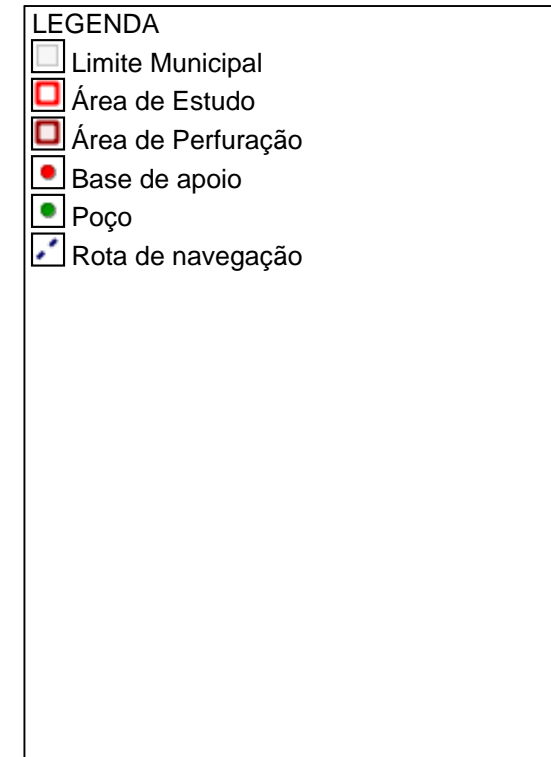 LEGENDA
Limite Municipal
Área de Estudo
Área de Perfuração
Base de apoio
Poço
Rota de navegação